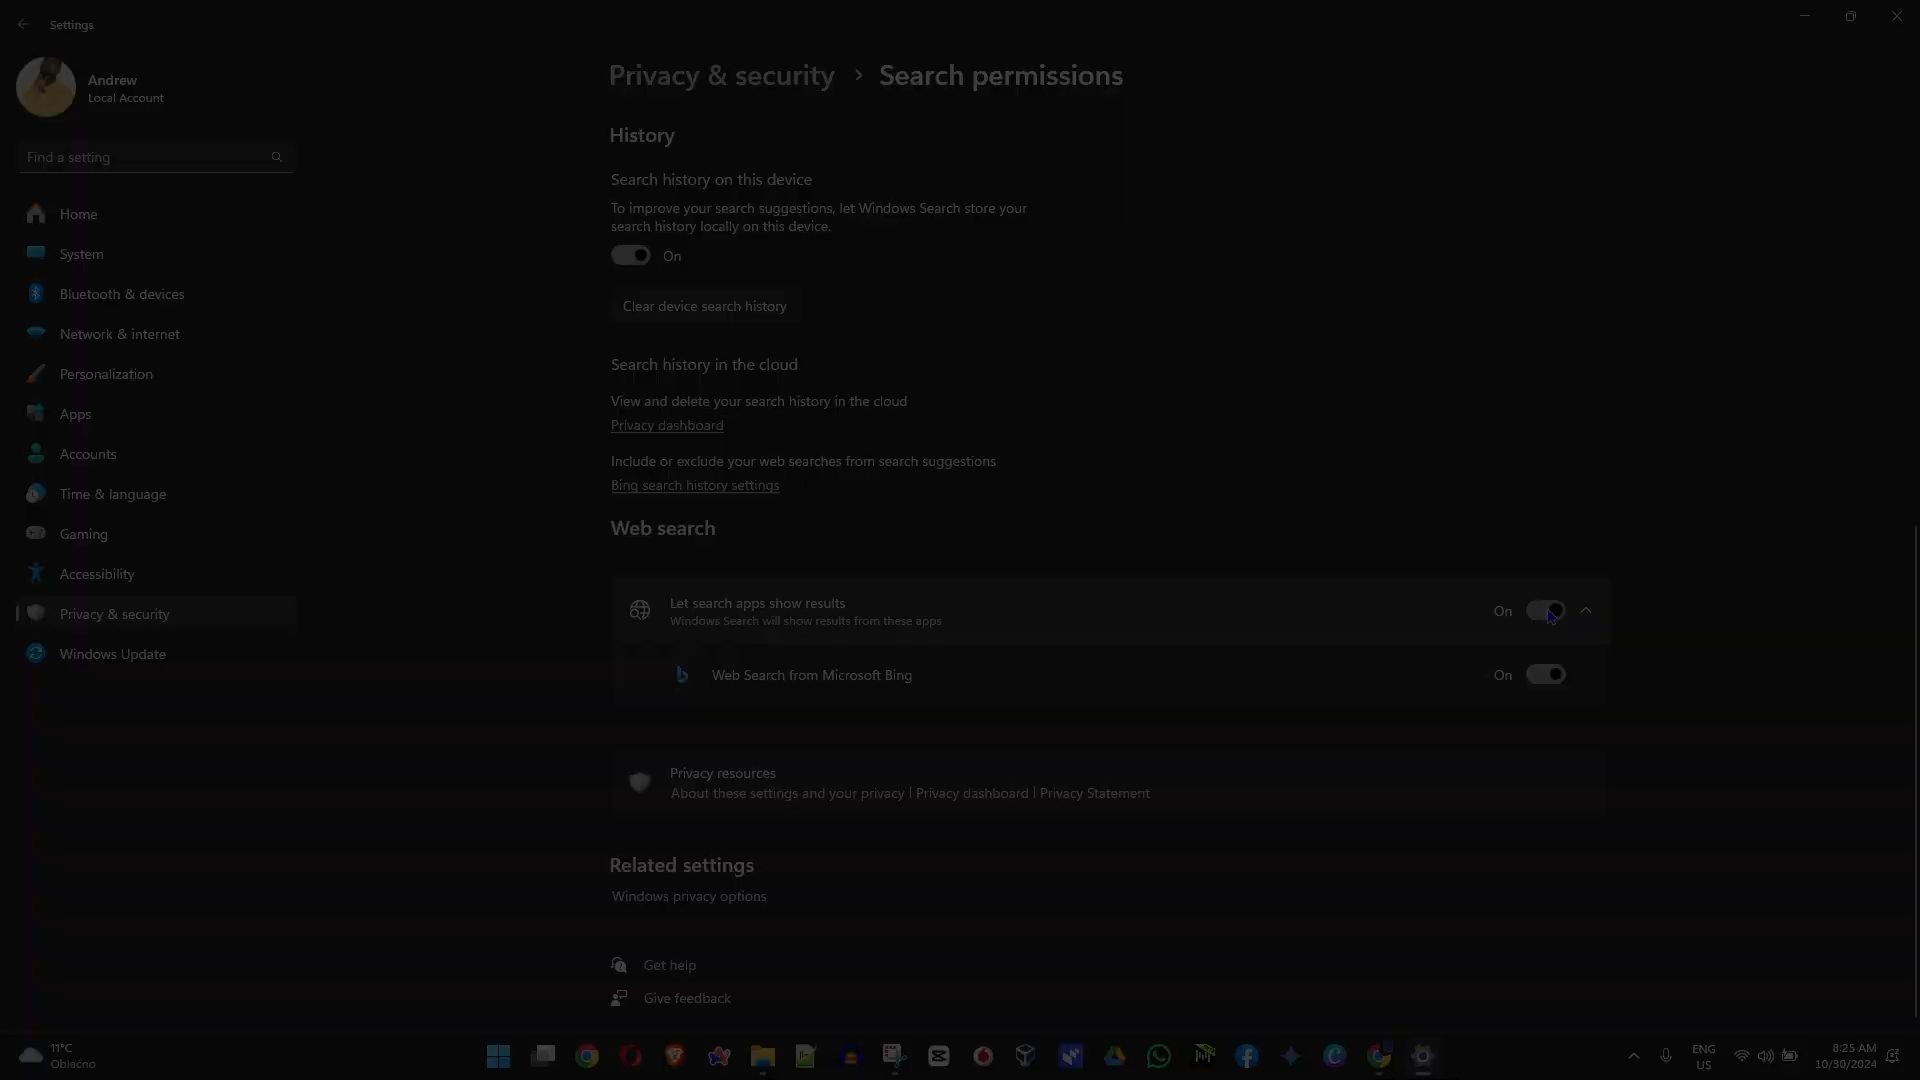 Settings
Andrew
Local Account
Find a setting
Home
System
Bluetooth & devices
Network & internet
Personalization
Apps
Accounts
Time & language
Gaming
Accessibility
Privacy & security
Windows Update
Privacy & security > Search permissions
History
Search history on this device
To improve your search suggestions, let Windows Search store your
search history locally on this device.
On
Clear device search history
Search history in the cloud
View and delete your search history in the cloud
Privacy dashboard
Include or exclude your web searches from search suggestions
Bing search history settings
Web search
Let search apps show results
Windows Search will show results from these apps
On
Web Search from Microsoft Bing
On
Privacy resources
About these settings and your privacy | Privacy dashboard | Privacy Statement
Related settings
Windows privacy options
Get help
Give feedback
11°C
Oblačno
ENG
US
8:25 AM
10/30/2024